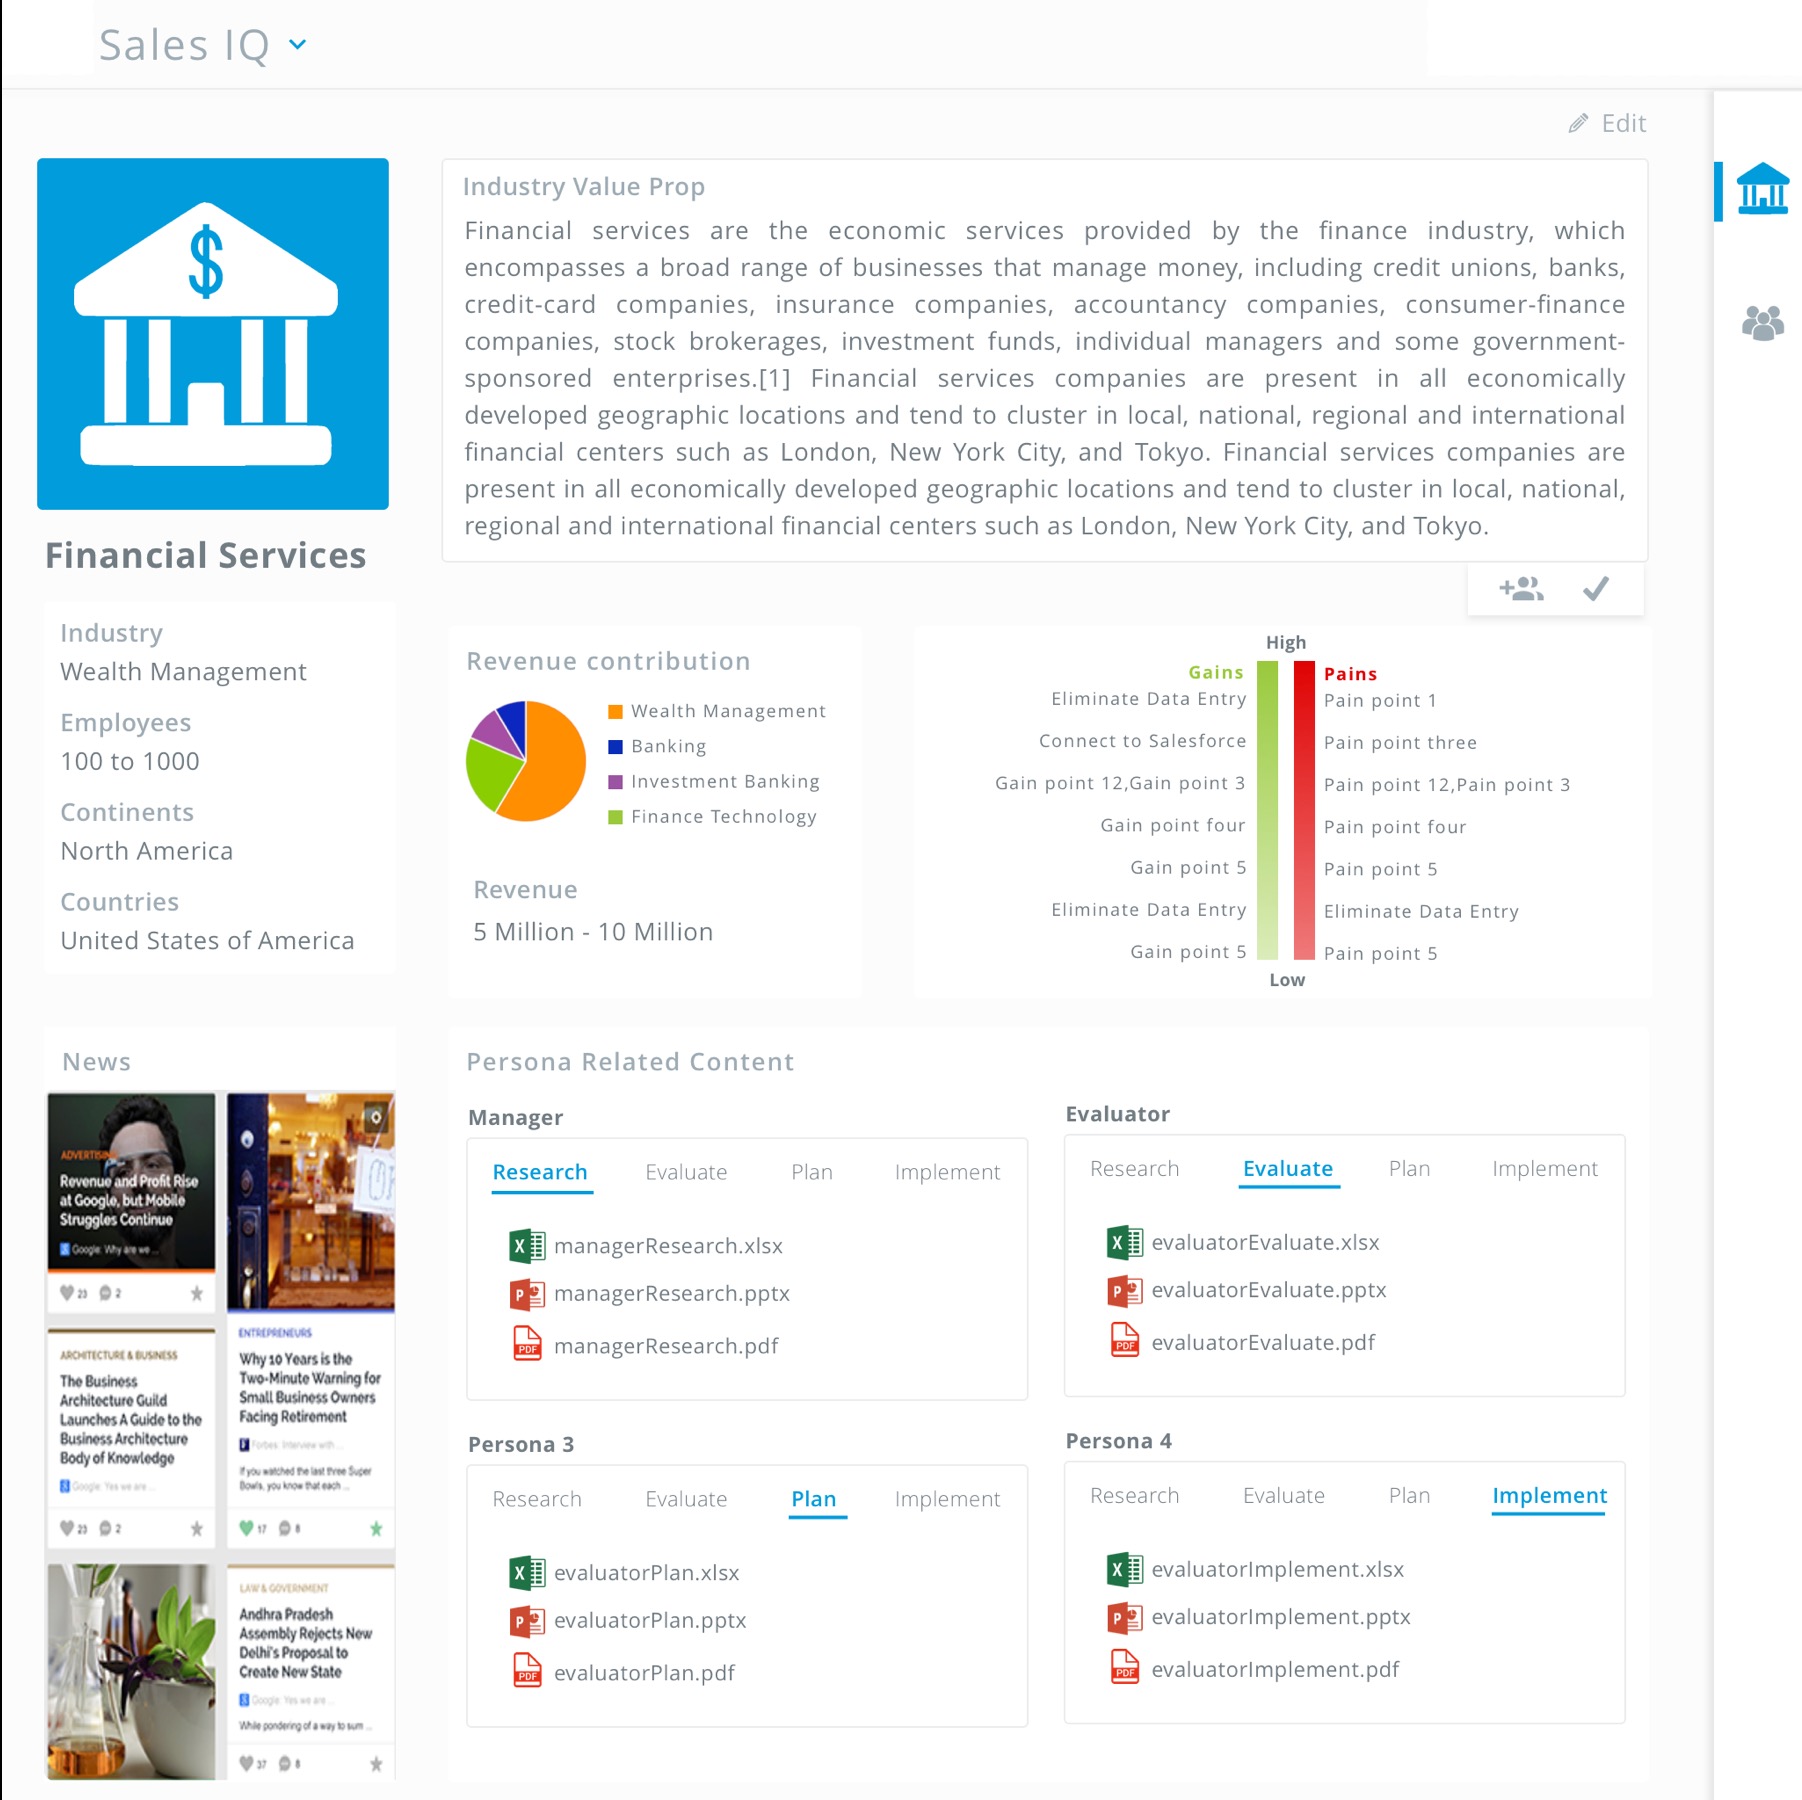 Sales IQ
Edit
$
Financial Services
Industry
Wealth Management
Employees
100 to 1000
Continents
North America
Countries
United States of America
Industry Value Prop
Financial services are the economic services provided by the finance industry, which
encompasses a broad range of businesses that manage money, including credit unions, banks,
credit-card companies, insurance companies, accountancy companies, consumer-finance
companies, stock brokerages, investment funds, individual managers and some government-
sponsored enterprises.[1] Financial services companies are present in all economically
developed geographic locations and tend to cluster in local, national, regional and international
financial centers such as London, New York City, and Tokyo. Financial services companies are
present in all economically developed geographic locations and tend to cluster in local, national,
regional and international financial centers such as London, New York City, and Tokyo.
Revenue contribution
Wealth Management
Banking
Investment Banking
Finance Technology
Revenue
5 Million - 10 Million
High
Gains
Eliminate Data Entry
Connect to Salesforce
Gain point 12,Gain point 3
Gain point four
Gain point 5
Eliminate Data Entry
Gain point 5
Pains
Pain point 1
Pain point three
Pain point 12,Pain point 3
Pain point four
Pain point 5
Eliminate Data Entry
Pain point 5
Low
News
ADVERTISING
Revenue and Profit Rise
at Google, but Mobile
Struggles Continue
Google: Why are we ...
23 2
ARCHITECTURE & BUSINESS
The Business
Architecture Guild
Launches A Guide to the
Business Architecture
Body of Knowledge
Google: Yes we are ...
23 2
ENTREPRENEURS
Why 10 Years is the
Two-Minute Warning for
Small Business Owners
Facing Retirement
Forbes: Interview with ...
If you watched the last three Super
Bowls, you know that each ...
17 8
LAW & GOVERNMENT
Andhra Pradesh
Assembly Rejects New
Delhi's Proposal to
Create New State
Google: Yes we are ...
While pondering of a way to sum ...
37 8
Persona Related Content
Manager
Research Evaluate Plan Implement
managerResearch.xlsx
managerResearch.pptx
managerResearch.pdf
Evaluator
Research Evaluate Plan Implement
evaluatorEvaluate.xlsx
evaluatorEvaluate.pptx
evaluatorEvaluate.pdf
Persona 3
Research Evaluate Plan Implement
evaluatorPlan.xlsx
evaluatorPlan.pptx
evaluatorPlan.pdf
Persona 4
Research Evaluate Plan Implement
evaluatorImplement.xlsx
evaluatorImplement.pptx
evaluatorImplement.pdf